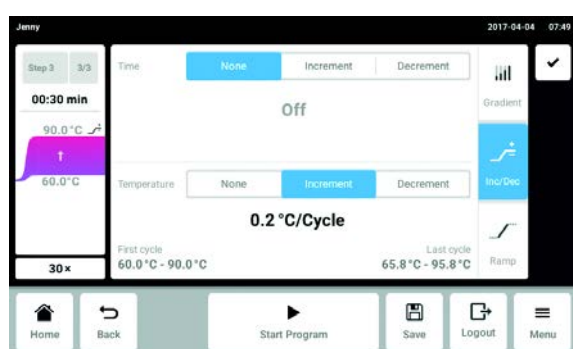 Jenny
2017-04-04 07:49
Step 3 3/3
00:30 min
90.0°C
60.0°C
30×
Time
None Increment Decrement
Off
Temperature
None Increment Decrement
0.2 °C/Cycle
First cycle
60.0°C - 90.0°C
Last cycle
65.8°C - 95.8°C
Gradient
Inc/Dec
Ramp
Home
Back
Start Program
Save
Logout
Menu